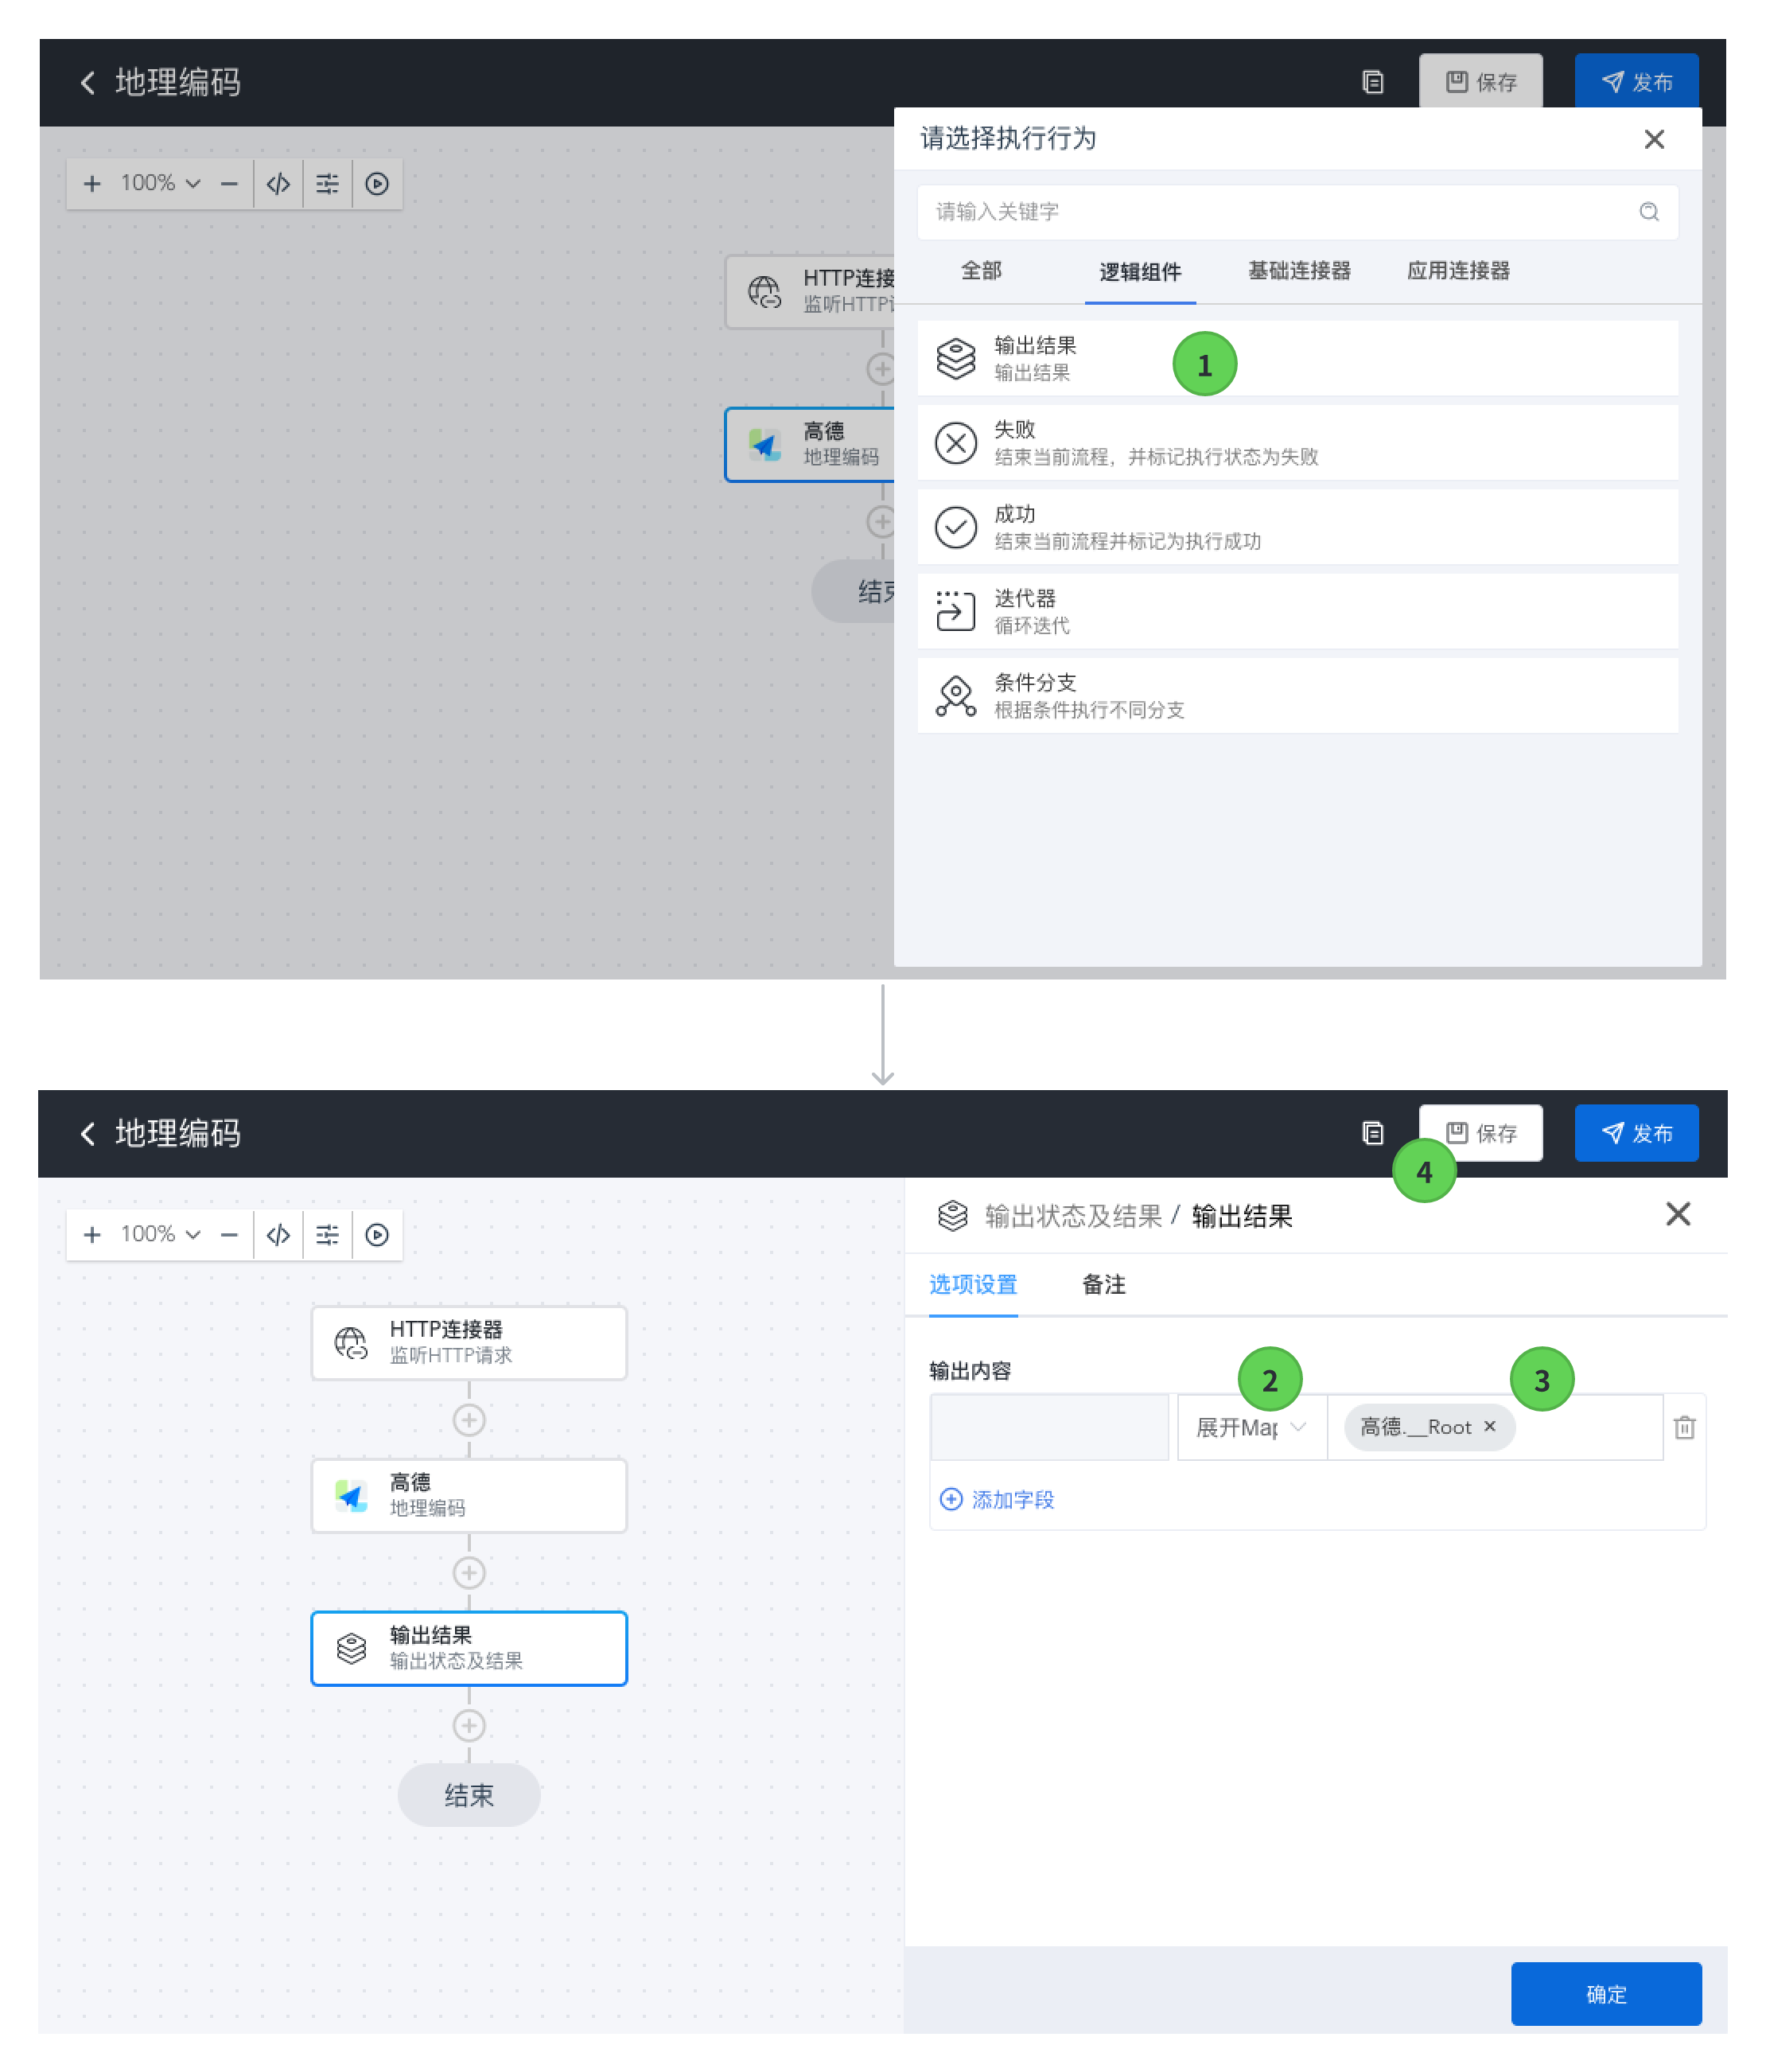 地理编码
保存
发布
请选择执行行为
100%
请输入关键字
全部
逻辑组件
基础连接器
应用连接器
HTTP连接
监听HTTP
输出结果
输出结果
1
失败
结束当前流程，并标记执行状态为失败
高德
地理编码
成功
结束当前流程并标记为执行成功
结
迭代器
循环迭代
条件分支
根据条件执行不同分支
地理编码
保存
发布
4
100%
输出状态及结果 / 输出结果
选项设置
备注
HTTP连接器
监听HTTP请求
输出内容
2
3
展开Map
高德.__Root ×
高德
地理编码
添加字段
输出结果
输出状态及结果
结束
确定